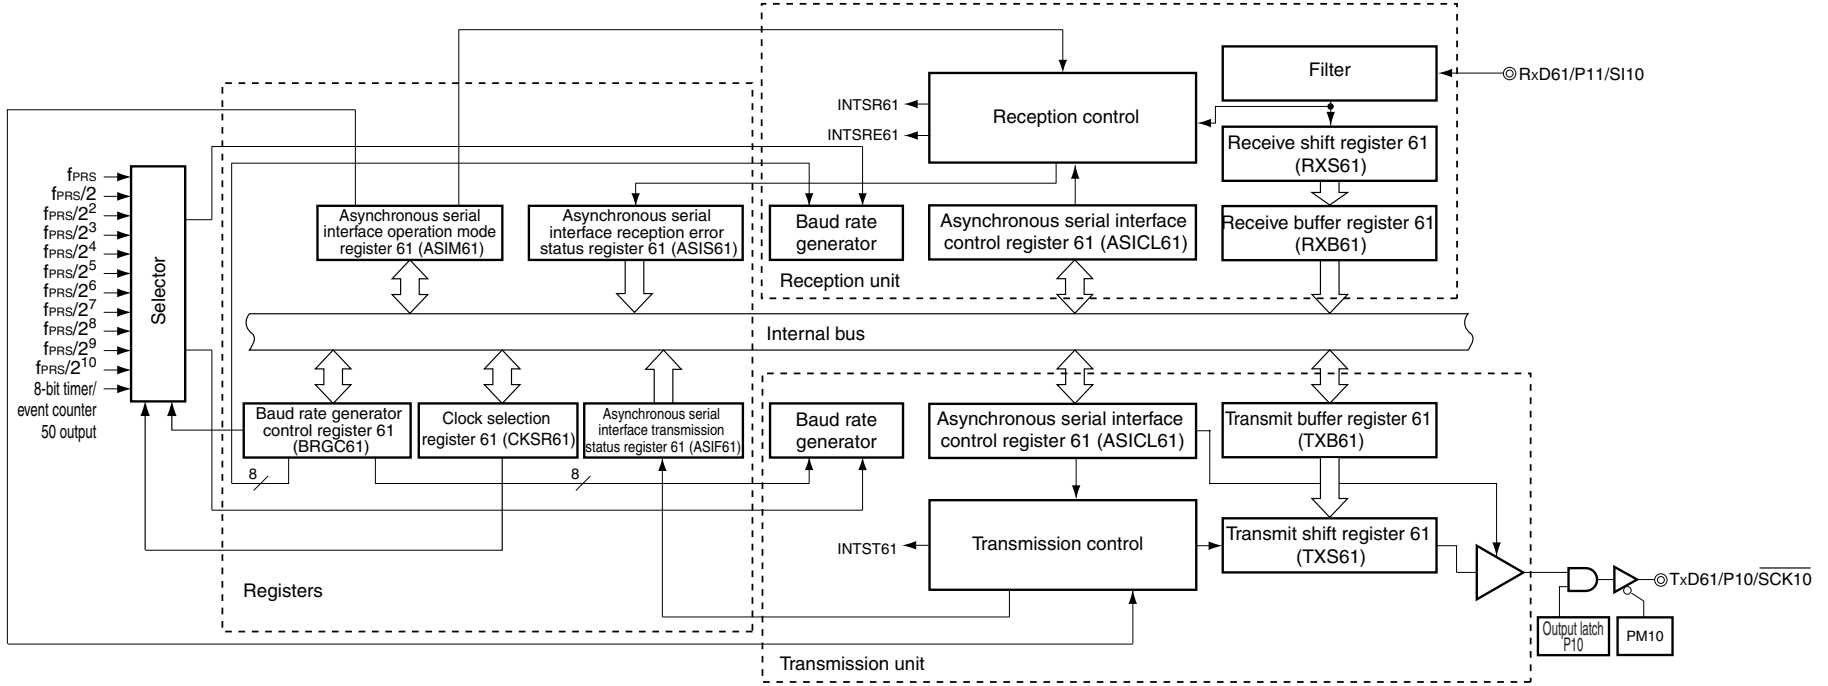 Filter
RxD61/P11/SI10
INTSR61
INTSRE61
Reception control
Receive shift register 61
(RXS61)
fPRS
fPRS/2
fPRS/2²
fPRS/2³
fPRS/2⁴
fPRS/2⁵
fPRS/2⁶
fPRS/2⁷
fPRS/2⁸
fPRS/2⁹
fPRS/2¹⁰
8-bit timer/
event counter
50 output
Selector
Asynchronous serial
interface operation mode
register 61 (ASIM61)
Asynchronous serial
interface reception error
status register 61 (ASIS61)
Baud rate
generator
Asynchronous serial interface
control register 61 (ASICL61)
Receive buffer register 61
(RXB61)
Reception unit
Internal bus
Baud rate generator
control register 61
(BRGC61)
Clock selection
register 61 (CKSR61)
Asynchronous serial
interface transmission
status register 61 (ASIF61)
Baud rate
generator
Asynchronous serial interface
control register 61 (ASICL61)
Transmit buffer register 61
(TXB61)
8
8
INTST61
Transmission control
Transmit shift register 61
(TXS61)
TxD61/P10/SCK10
Registers
Output latch
P10
PM10
Transmission unit